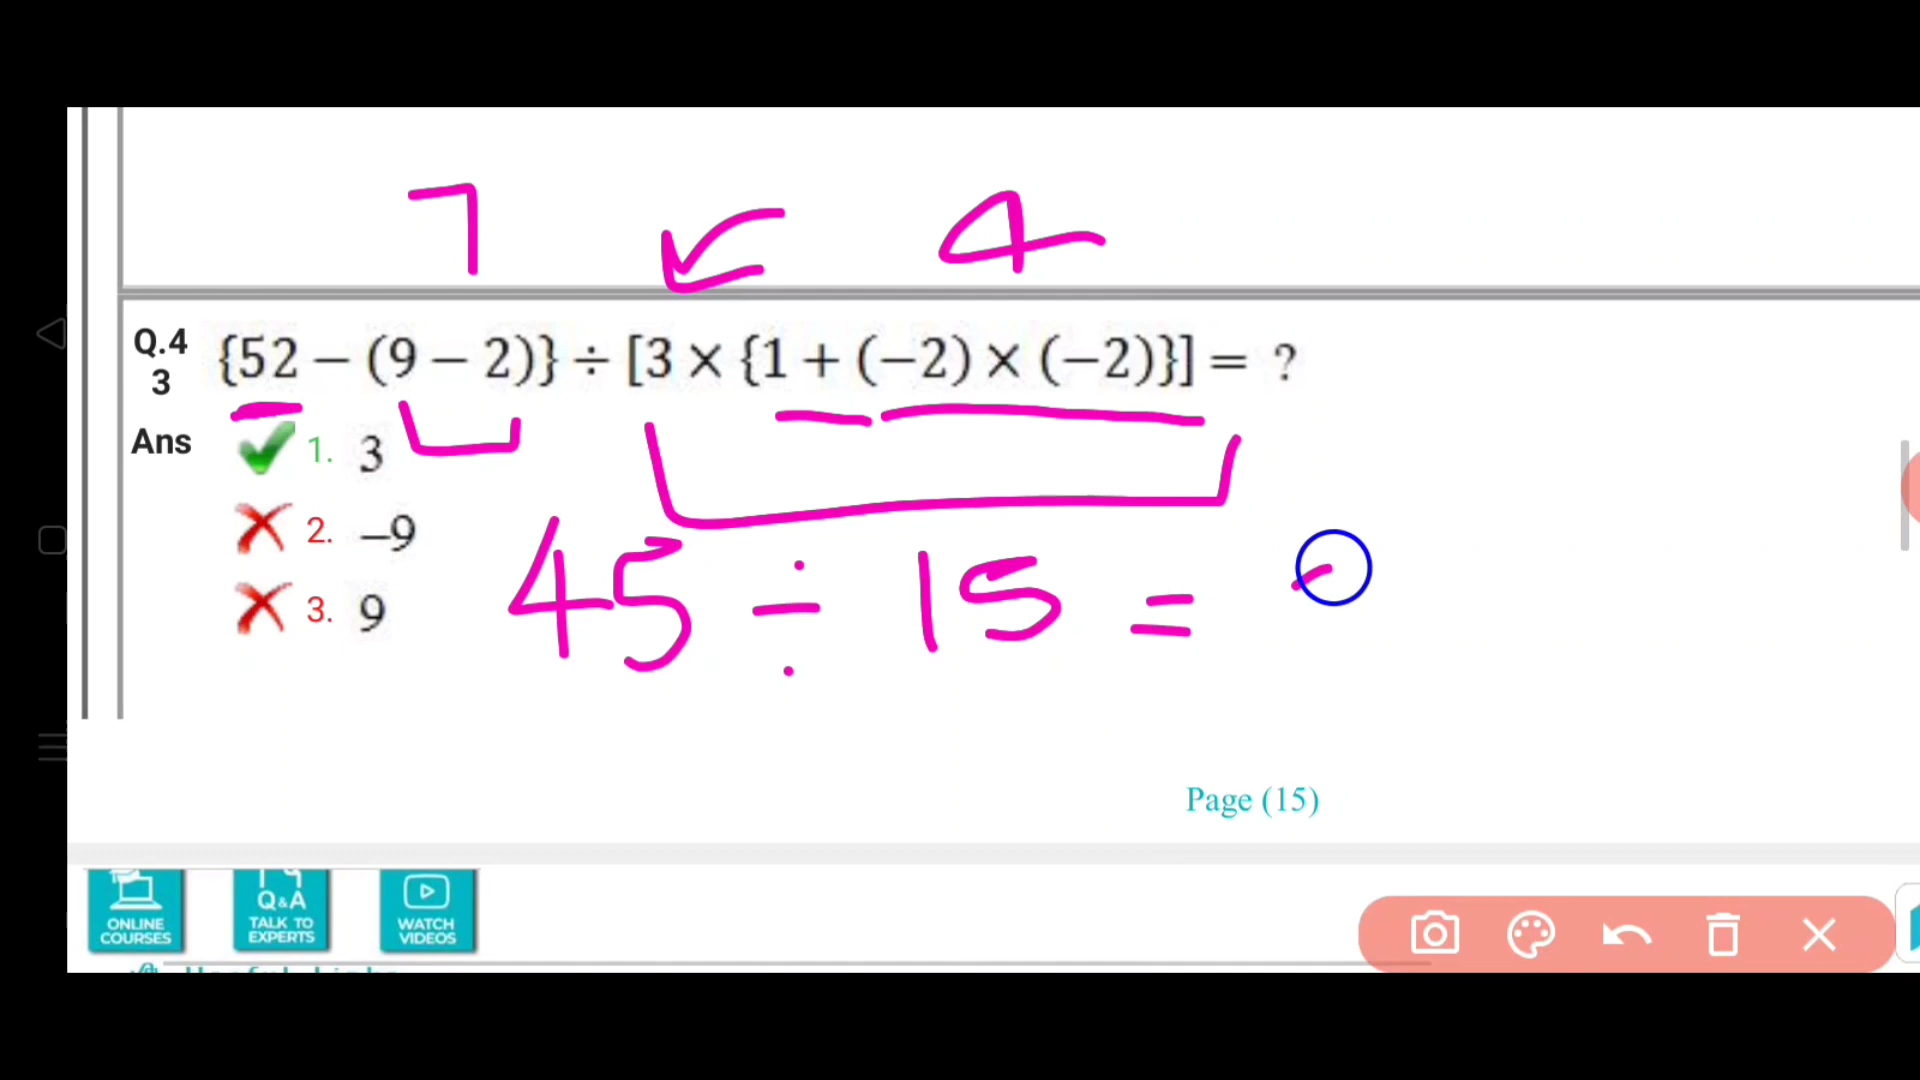 7 4
Q.4 {52 − (9 − 2)} ÷ [3 × {1 + (−2) × (−2)}] = ?
3
Ans 1. 3
2. −9
3. 9
45 ÷ 15 =
Page (15)
ONLINE COURSES
Q&A TALK TO EXPERTS
WATCH VIDEOS